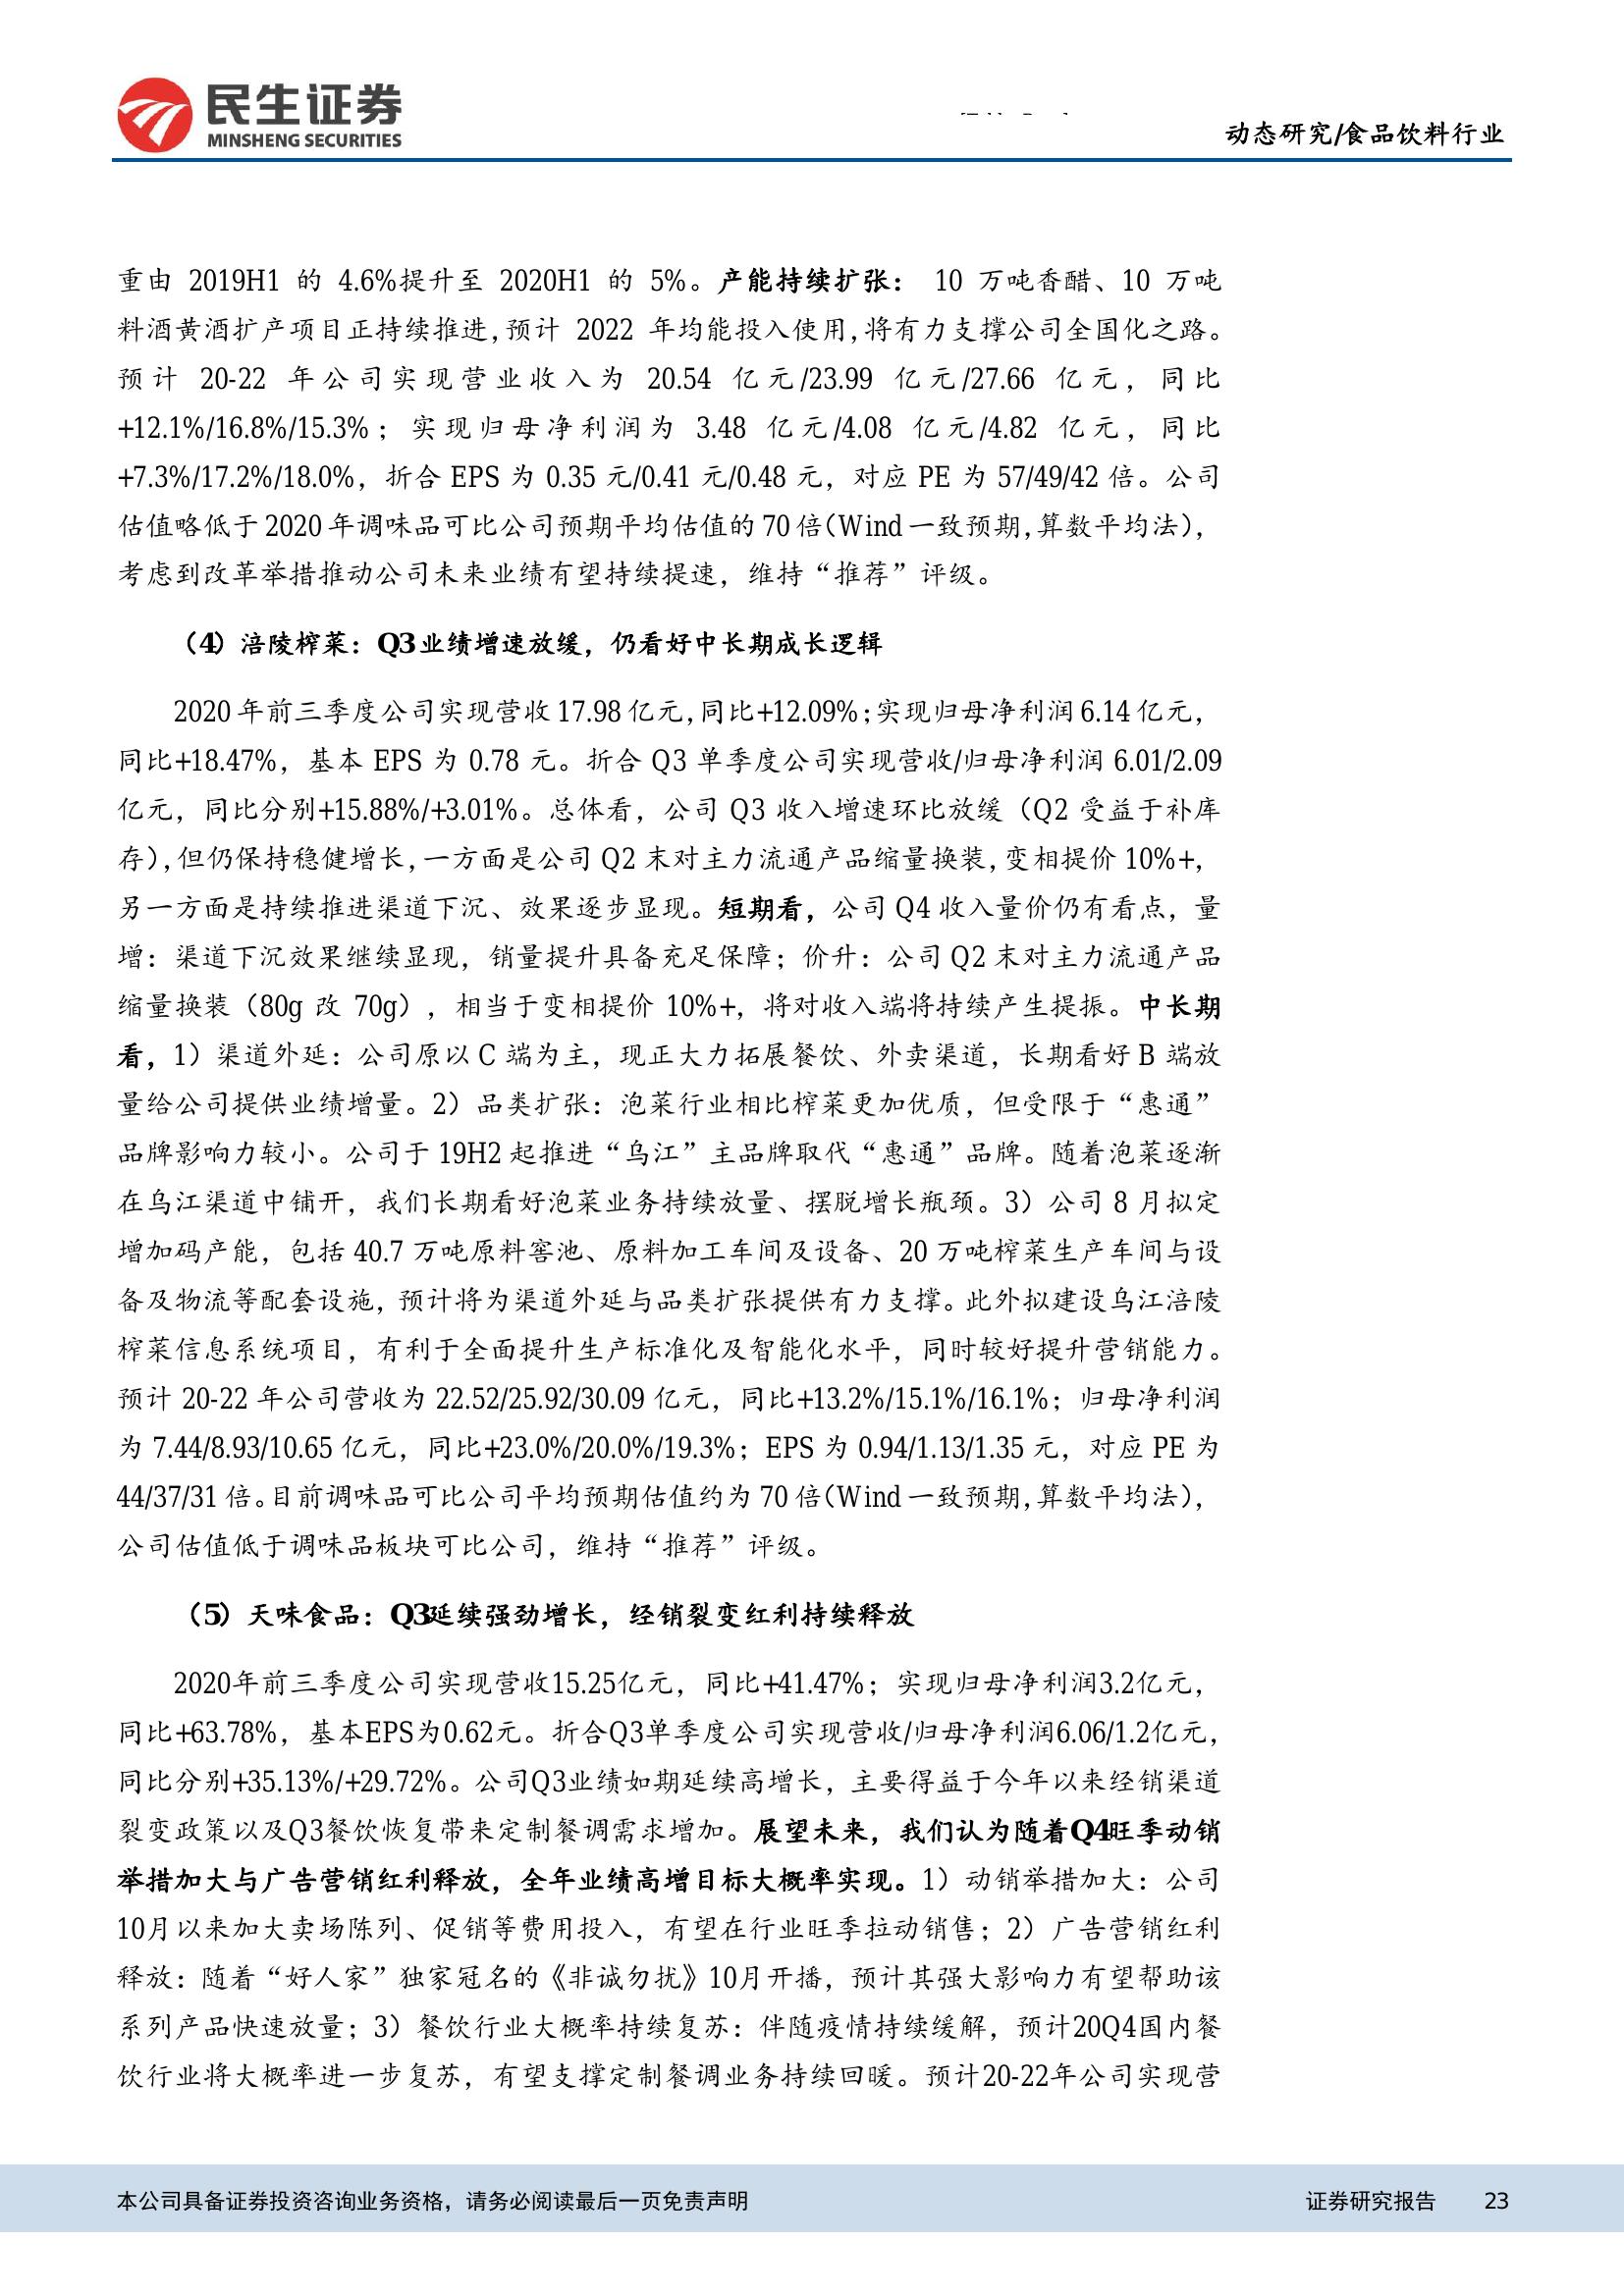 民生证券
MINSHENG SECURITIES
动态研究/食品饮料行业
重由 2019H1 的 4.6%提升至 2020H1 的 5%。产能持续扩张： 10 万吨香醋、10 万吨
料酒黄酒扩产项目正持续推进，预计 2022 年均能投入使用，将有力支撑公司全国化之路。
预计 20-22 年公司实现营业收入为 20.54 亿元/23.99 亿元/27.66 亿元，同比
+12.1%/16.8%/15.3%；实现归母净利润为 3.48 亿元/4.08 亿元/4.82 亿元，同比
+7.3%/17.2%/18.0%，折合 EPS 为 0.35 元/0.41 元/0.48 元，对应 PE 为 57/49/42 倍。公司
估值略低于 2020 年调味品可比公司预期平均估值的 70 倍（Wind 一致预期，算数平均法），
考虑到改革举措推动公司未来业绩有望持续提速，维持“推荐”评级。
（4）涪陵榨菜：Q3 业绩增速放缓，仍看好中长期成长逻辑
2020 年前三季度公司实现营收 17.98 亿元，同比+12.09%；实现归母净利润 6.14 亿元，
同比+18.47%，基本 EPS 为 0.78 元。折合 Q3 单季度公司实现营收/归母净利润 6.01/2.09
亿元，同比分别+15.88%/+3.01%。总体看，公司 Q3 收入增速环比放缓（Q2 受益于补库
存），但仍保持稳健增长，一方面是公司 Q2 末对主力流通产品缩量换装，变相提价 10%+，
另一方面是持续推进渠道下沉、效果逐步显现。短期看，公司 Q4 收入量价仍有看点，量
增：渠道下沉效果继续显现，销量提升具备充足保障；价升：公司 Q2 末对主力流通产品
缩量换装（80g 改 70g），相当于变相提价 10%+，将对收入端将持续产生提振。中长期
看，1）渠道外延：公司原以 C 端为主，现正大力拓展餐饮、外卖渠道，长期看好 B 端放
量给公司提供业绩增量。2）品类扩张：泡菜行业相比榨菜更加优质，但受限于“惠通”
品牌影响力较小。公司于 19H2 起推进“乌江”主品牌取代“惠通”品牌。随着泡菜逐渐
在乌江渠道中铺开，我们长期看好泡菜业务持续放量、摆脱增长瓶颈。3）公司 8 月拟定
增加码产能，包括 40.7 万吨原料窖池、原料加工车间及设备、20 万吨榨菜生产车间与设
备及物流等配套设施，预计将为渠道外延与品类扩张提供有力支撑。此外拟建设乌江涪陵
榨菜信息系统项目，有利于全面提升生产标准化及智能化水平，同时较好提升营销能力。
预计 20-22 年公司营收为 22.52/25.92/30.09 亿元，同比+13.2%/15.1%/16.1%；归母净利润
为 7.44/8.93/10.65 亿元，同比+23.0%/20.0%/19.3%；EPS 为 0.94/1.13/1.35 元，对应 PE 为
44/37/31 倍。目前调味品可比公司平均预期估值约为 70 倍（Wind 一致预期，算数平均法），
公司估值低于调味品板块可比公司，维持“推荐”评级。
（5）天味食品：Q3延续强劲增长，经销裂变红利持续释放
2020年前三季度公司实现营收15.25亿元，同比+41.47%；实现归母净利润3.2亿元，
同比+63.78%，基本EPS为0.62元。折合Q3单季度公司实现营收/归母净利润6.06/1.2亿元，
同比分别+35.13%/+29.72%。公司Q3业绩如期延续高增长，主要得益于今年以来经销渠道
裂变政策以及Q3餐饮恢复带来定制餐调需求增加。展望未来，我们认为随着Q4旺季动销
举措加大与广告营销红利释放，全年业绩高增目标大概率实现。1）动销举措加大：公司
10月以来加大卖场陈列、促销等费用投入，有望在行业旺季拉动销售；2）广告营销红利
释放：随着“好人家”独家冠名的《非诚勿扰》10月开播，预计其强大影响力有望帮助该
系列产品快速放量；3）餐饮行业大概率持续复苏：伴随疫情持续缓解，预计20Q4国内餐
饮行业将大概率进一步复苏，有望支撑定制餐调业务持续回暖。预计20-22年公司实现营
本公司具备证券投资咨询业务资格，请务必阅读最后一页免责声明
证券研究报告 23